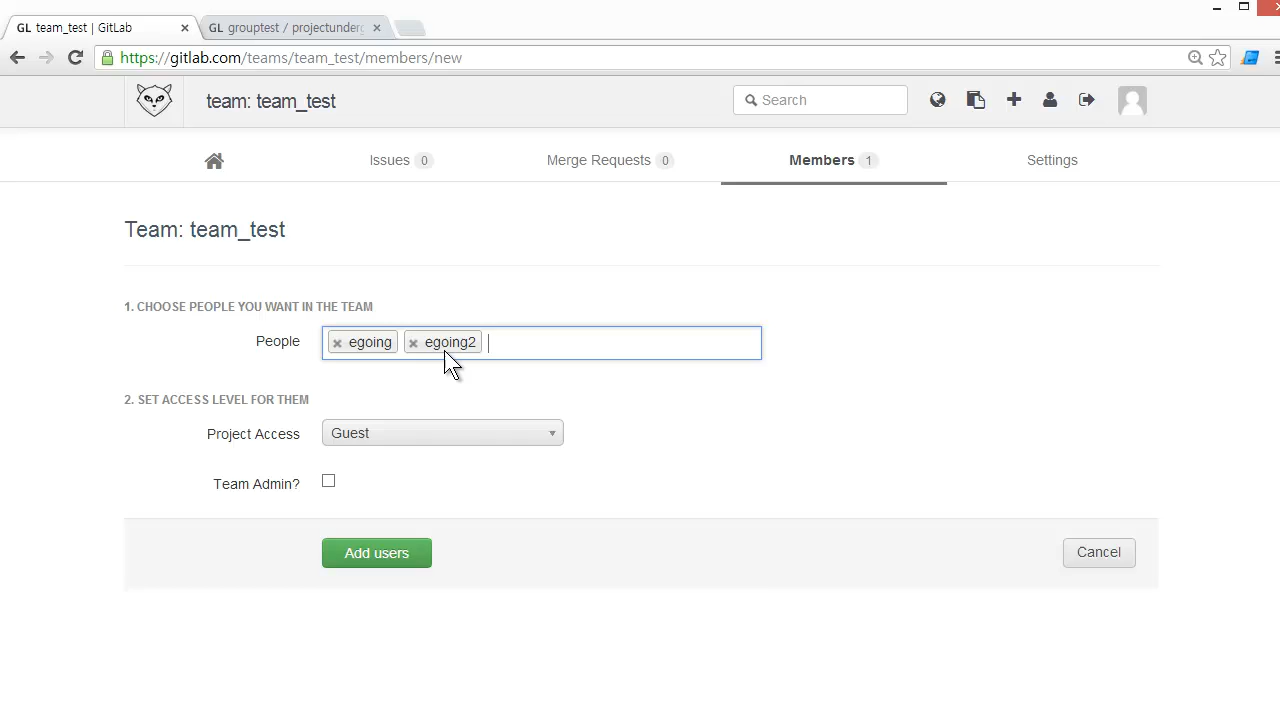 GL team_test | GitLab
GL grouptest / projectunderg
https://gitlab.com/teams/team_test/members/new
team: team_test
Search
Issues 0
Merge Requests 0
Members 1
Settings
Team: team_test
1. CHOOSE PEOPLE YOU WANT IN THE TEAM
People
egoing
egoing2
2. SET ACCESS LEVEL FOR THEM
Project Access
Guest
Team Admin?
Add users
Cancel